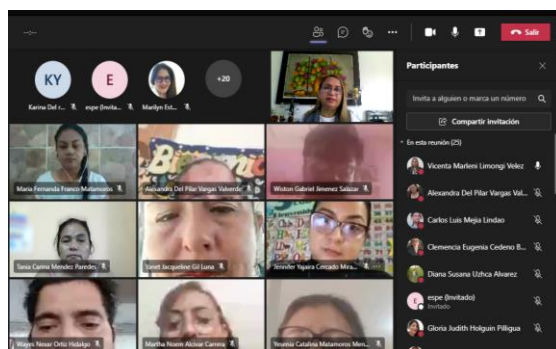 Salir
KY
E
+20
Karina Del r...
espe (Invita...
Marilyn Est...
Participantes
Invita a alguien o marca un número
Compartir invitación
En esta reunión (25)
Maria Fernanda Franco Matamoros
Alexandra Del Pilar Vargas Valverde
Wiston Gabriel Jimenez Salazar
Tania Carina Mendez Paredes
Janet Jacqueline Gil Luna
Jennifer Yajaira Cercado Mira...
Wayes Nexar Ortiz Hidalgo
Martha Noemi Alcivar Carrera
Yesenia Catalina Matamoros Men...
Vicenta Marleni Limongi Velez
Alexandra Del Pilar Vargas Val...
Carlos Luis Mejia Lindao
Clemencia Eugenia Cedeno B...
Diana Susana Uzhca Alvarez
E
espe (Invitado)
Invitado
Gloria Judith Holguin Pilligua